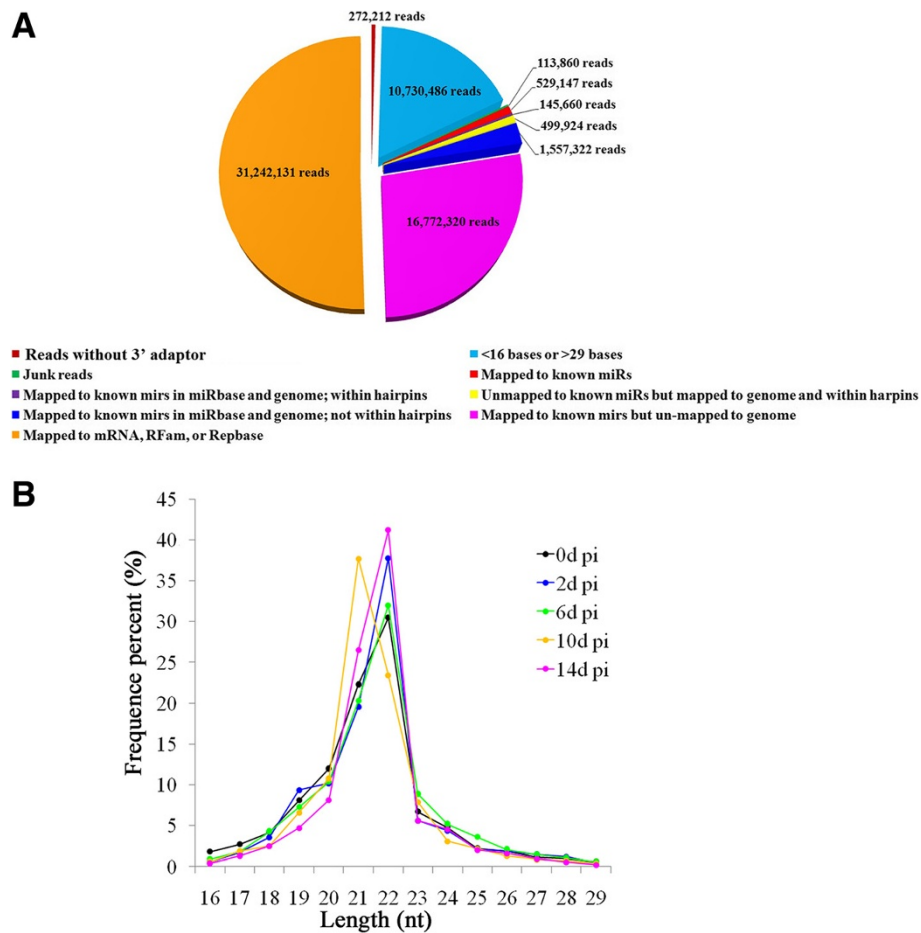 A
272,212 reads
10,730,486 reads
113,860 reads
529,147 reads
145,660 reads
499,924 reads
1,557,322 reads
31,242,131 reads
16,772,320 reads
Reads without 3’ adaptor
<16 bases or >29 bases
Junk reads
Mapped to known miRs
Mapped to known mirs in miRbase and genome; within hairpins
Unmapped to known miRs but mapped to genome and within harpins
Mapped to known mirs in miRbase and genome; not within hairpins
Mapped to known mirs but un-mapped to genome
Mapped to mRNA, RFam, or Repbase
B
Frequence percent (%)
45
40
35
30
25
20
15
10
5
0
0d pi
2d pi
6d pi
10d pi
14d pi
16 17 18 19 20 21 22 23 24 25 26 27 28 29
Length (nt)